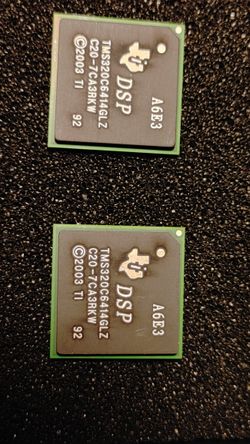 DSP
TMS320C6414GLZ
C20-7CA3RKW
©2003 TI
92
A6E3
DSP
TMS320C6414GLZ
C20-7CA3RKW
©2003 TI
92
A6E3